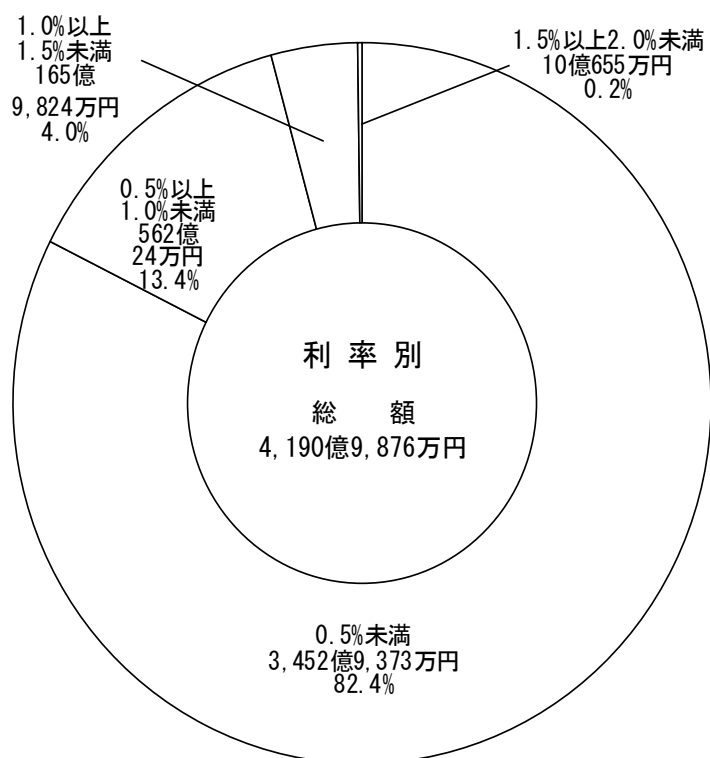 1.0%以上
1.5%未満
165億
9,824万円
4.0%
1.5%以上2.0%未満
10億655万円
0.2%
0.5%以上
1.0%未満
562億
24万円
13.4%
利率別
総 額
4,190億9,876万円
0.5%未満
3,452億9,373万円
82.4%